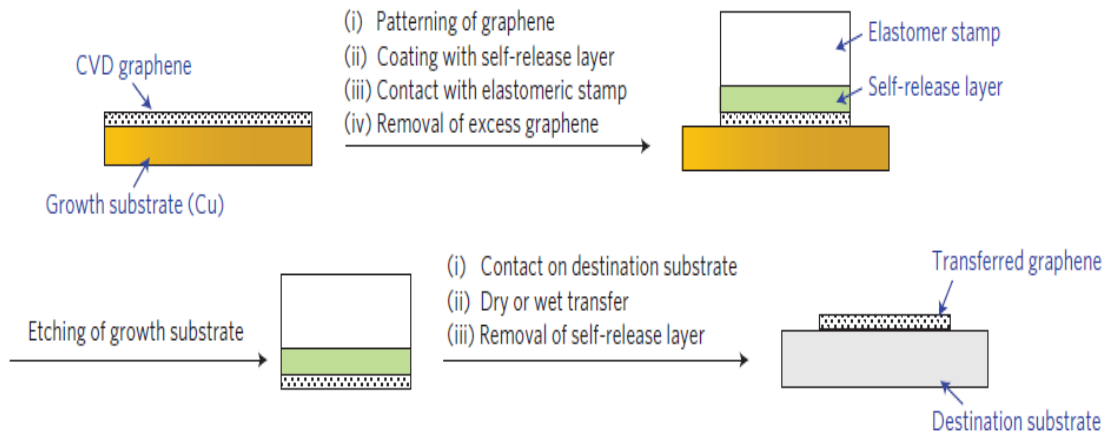 CVD graphene
Growth substrate (Cu)
(i) Patterning of graphene
(ii) Coating with self-release layer
(iii) Contact with elastomeric stamp
(iv) Removal of excess graphene
Elastomer stamp
Self-release layer
Etching of growth substrate
(i) Contact on destination substrate
(ii) Dry or wet transfer
(iii) Removal of self-release layer
Transferred graphene
Destination substrate